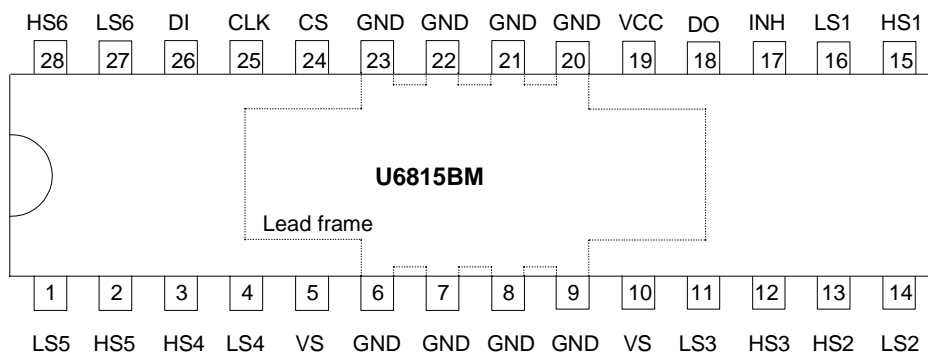 HS6 LS6 DI CLK CS GND GND GND GND VCC DO INH LS1 HS1
28 27 26 25 24 23 22 21 20 19 18 17 16 15
U6815BM
Lead frame
1 2 3 4 5 6 7 8 9 10 11 12 13 14
LS5 HS5 HS4 LS4 VS GND GND GND GND VS LS3 HS3 HS2 LS2